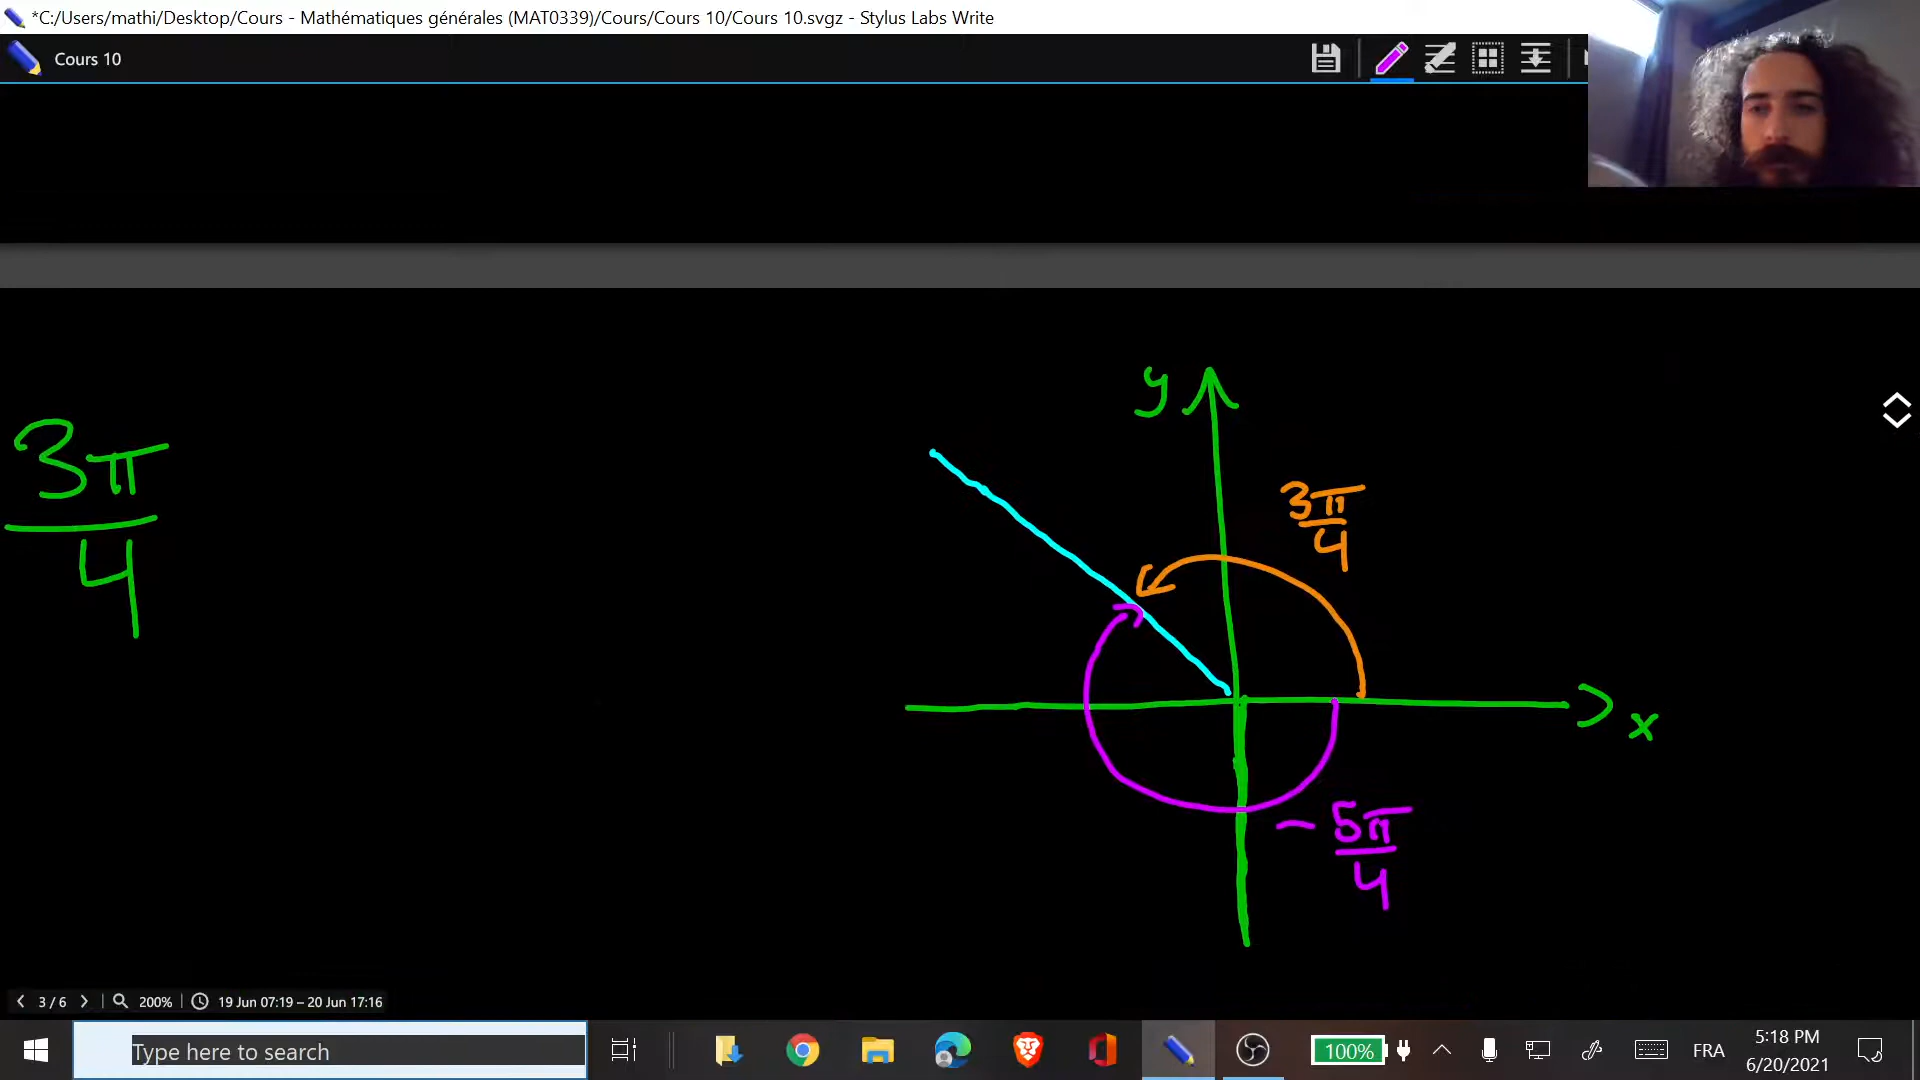 *C:/Users/mathi/Desktop/Cours - Mathématiques générales (MAT0339)/Cours/Cours 10/Cours 10.svgz - Stylus Labs Write
Cours 10
y
3π
4
3π
4
x
- 5π
4
3 / 6
200%
19 Jun 07:19 – 20 Jun 17:16
Type here to search
100%
FRA
5:18 PM
6/20/2021